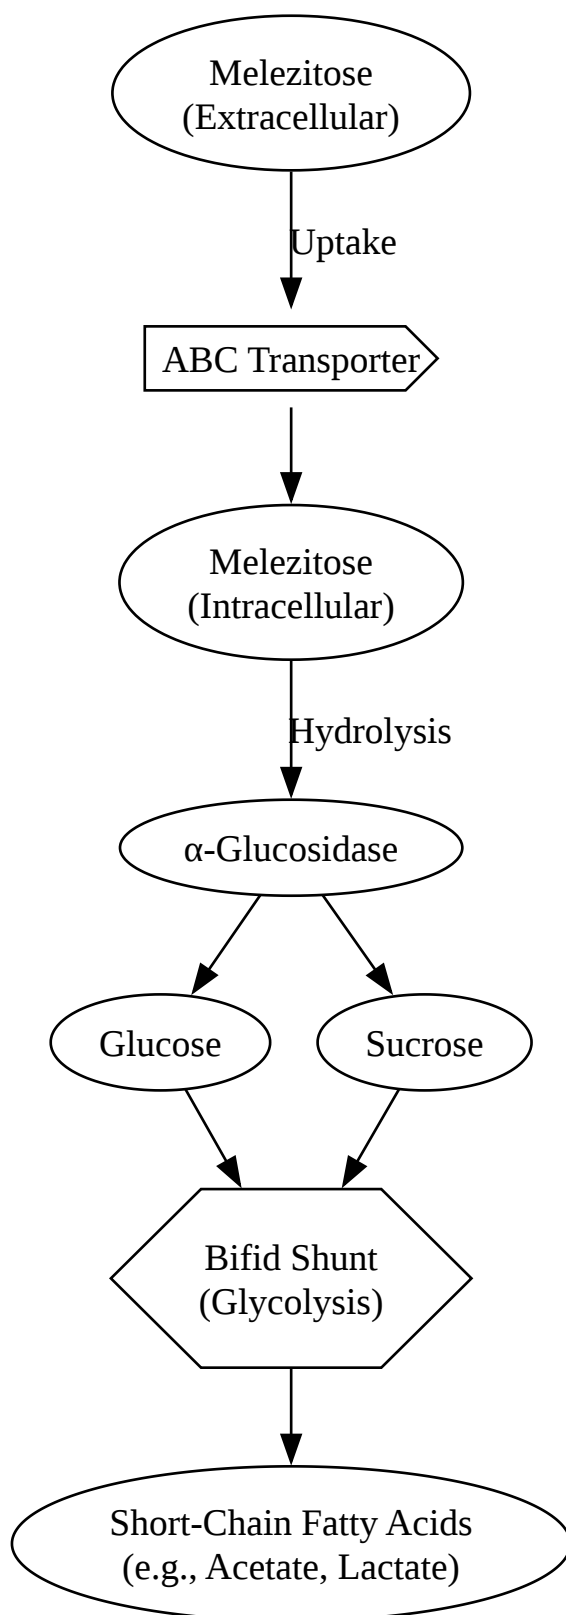 Melezitose
(Extracellular)
Uptake
ABC Transporter
Melezitose
(Intracellular)
Hydrolysis
α-Glucosidase
Glucose
Sucrose
Bifid Shunt
(Glycolysis)
Short-Chain Fatty Acids
(e.g., Acetate, Lactate)